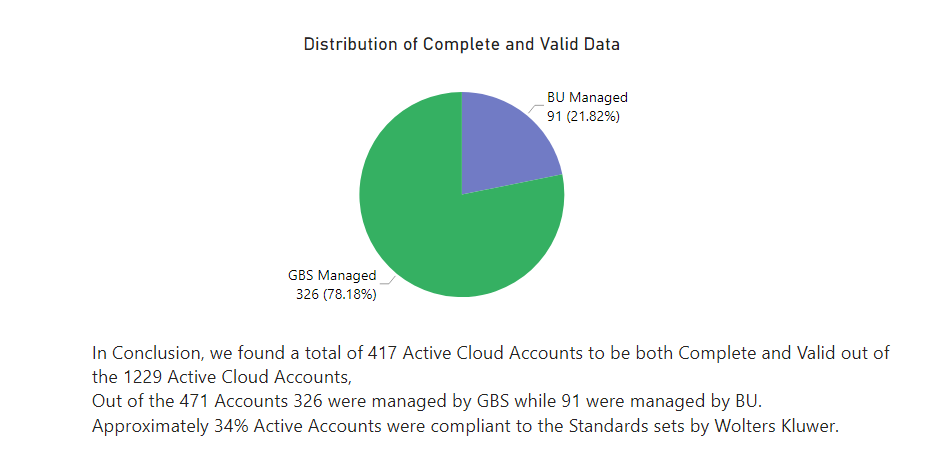 Distribution of Complete and Valid Data
BU Managed
91 (21.82%)
GBS Managed
326 (78.18%)
In Conclusion, we found a total of 417 Active Cloud Accounts to be both Complete and Valid out of
the 1229 Active Cloud Accounts,
Out of the 471 Accounts 326 were managed by GBS while 91 were managed by BU.
Approximately 34% Active Accounts were compliant to the Standards sets by Wolters Kluwer.